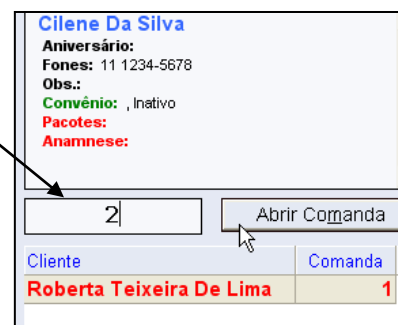 Cilene Da Silva
Aniversário:
Fones: 11 1234-5678
Obs.:
Convênio: , Inativo
Pacotes:
Anamnese:
2 Abrir Comanda
Cliente Comanda
Roberta Teixeira De Lima 1